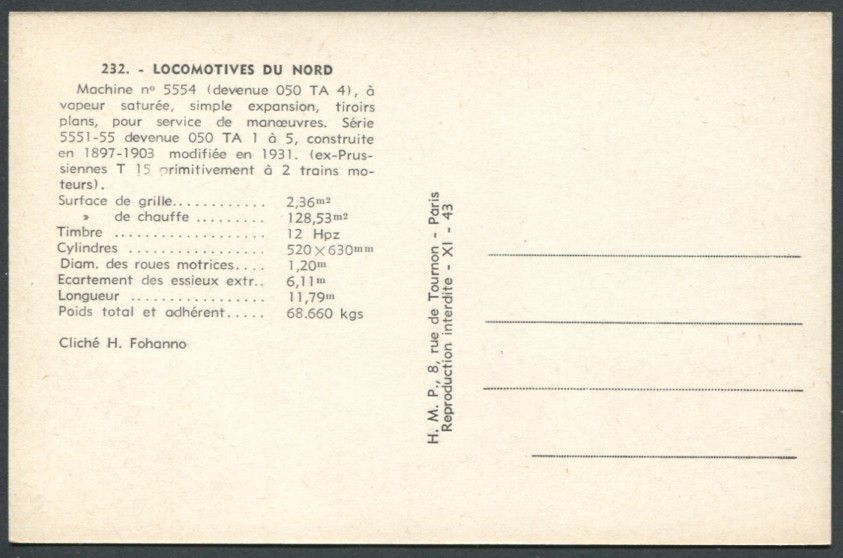 232. - LOCOMOTIVES DU NORD
Machine nº 5554 (devenue 050 TA 4), à
vapeur saturée, simple expansion, tiroirs
plans, pour service de manœuvres. Série
5551-55 devenue 050 TA 1 à 5, construite
en 1897-1903 modifiée en 1931. (ex-Prus-
siennes T 15 primitivement à 2 trains mo-
teurs).
Surface de grille............ 2,36m²
» de chauffe ......... 128,53m²
Timbre .................. 12 Hpz
Cylindres ................ 520×630mm
Diam. des roues motrices.... 1,20m
Ecartement des essieux extr.. 6,11m
Longueur ................ 11,79m
Poids total et adhérent..... 68.660 kgs
Cliché H. Fohanno
H. M. P., 8, rue de Tournon - Paris
Reproduction interdite - XI - 43